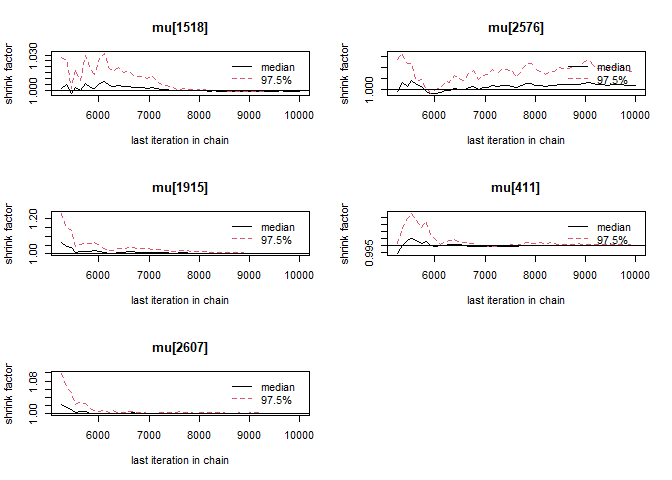 mu[1518]
shrink factor
1.000 1.030
median
97.5%
6000 7000 8000 9000 10000
last iteration in chain
mu[2576]
shrink factor
1.000
median
97.5%
6000 7000 8000 9000 10000
last iteration in chain
mu[1915]
shrink factor
1.00 1.20
median
97.5%
6000 7000 8000 9000 10000
last iteration in chain
mu[411]
shrink factor
0.995
median
97.5%
6000 7000 8000 9000 10000
last iteration in chain
mu[2607]
shrink factor
1.00 1.08
median
97.5%
6000 7000 8000 9000 10000
last iteration in chain